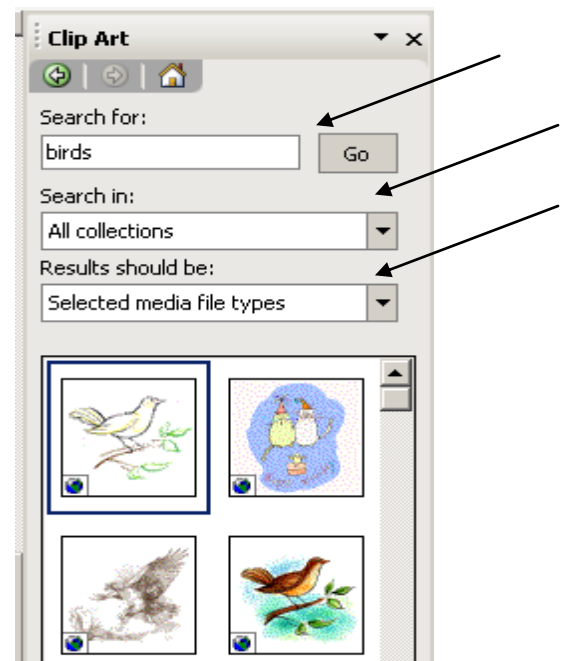 Clip Art
Search for:
birds
Go
Search in:
All collections
Results should be:
Selected media file types